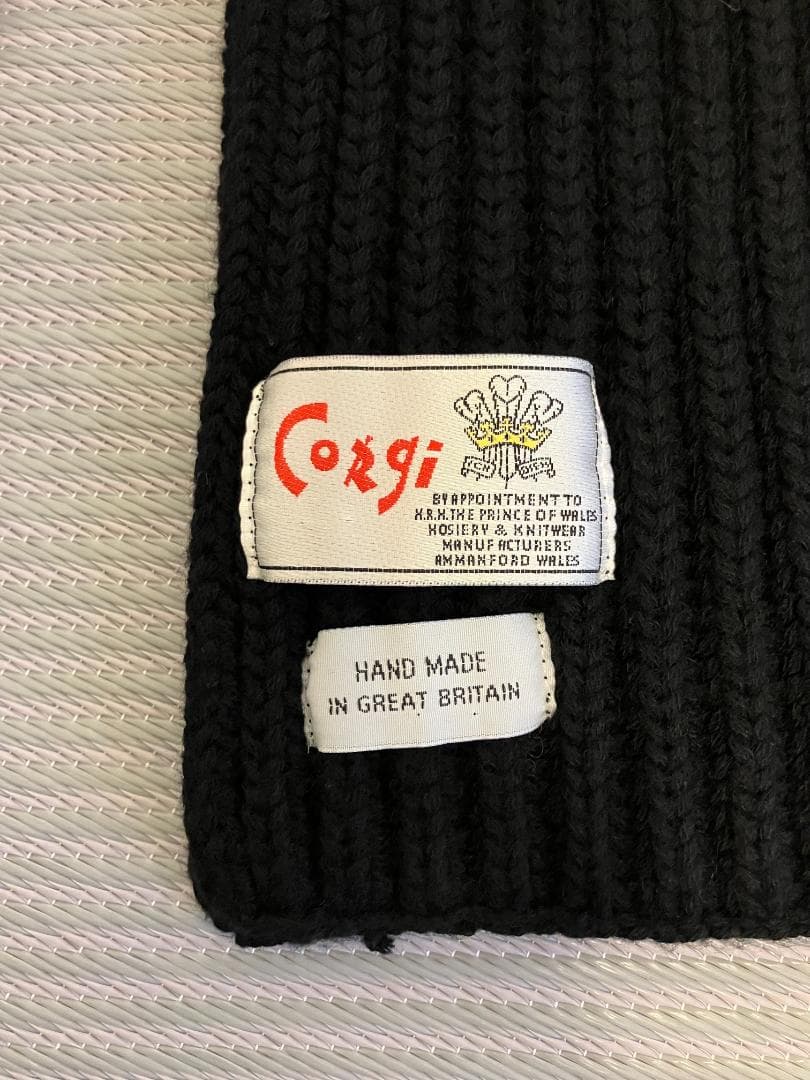 Corgi
ICH DIEN
BY APPOINTMENT TO
H.R.H. THE PRINCE OF WALES
HOSIERY & KNITWEAR
MANUFACTURERS
AMMANFORD WALES
HAND MADE
IN GREAT BRITAIN